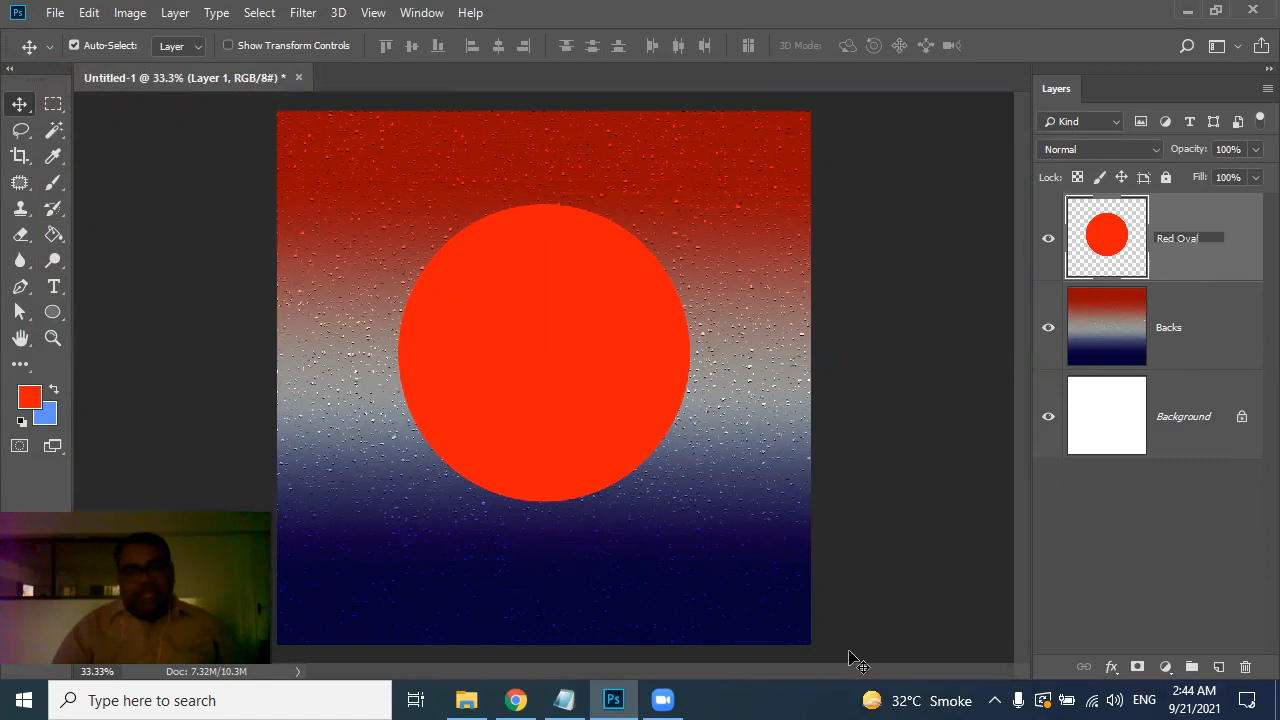 Ps File Edit Image Layer Type Select Filter 3D View Window Help
Auto-Select: Layer Show Transform Controls 3D Mode:
Untitled-1 @ 33.3% (Layer 1, RGB/8#) * ×
Layers
Kind
Normal Opacity: 100%
Lock: Fill: 100%
Red Oval
Backs
Background
33.33% Doc: 7.32M/10.3M
Type here to search
Ps
32°C Smoke
ENG
2:44 AM
9/21/2021